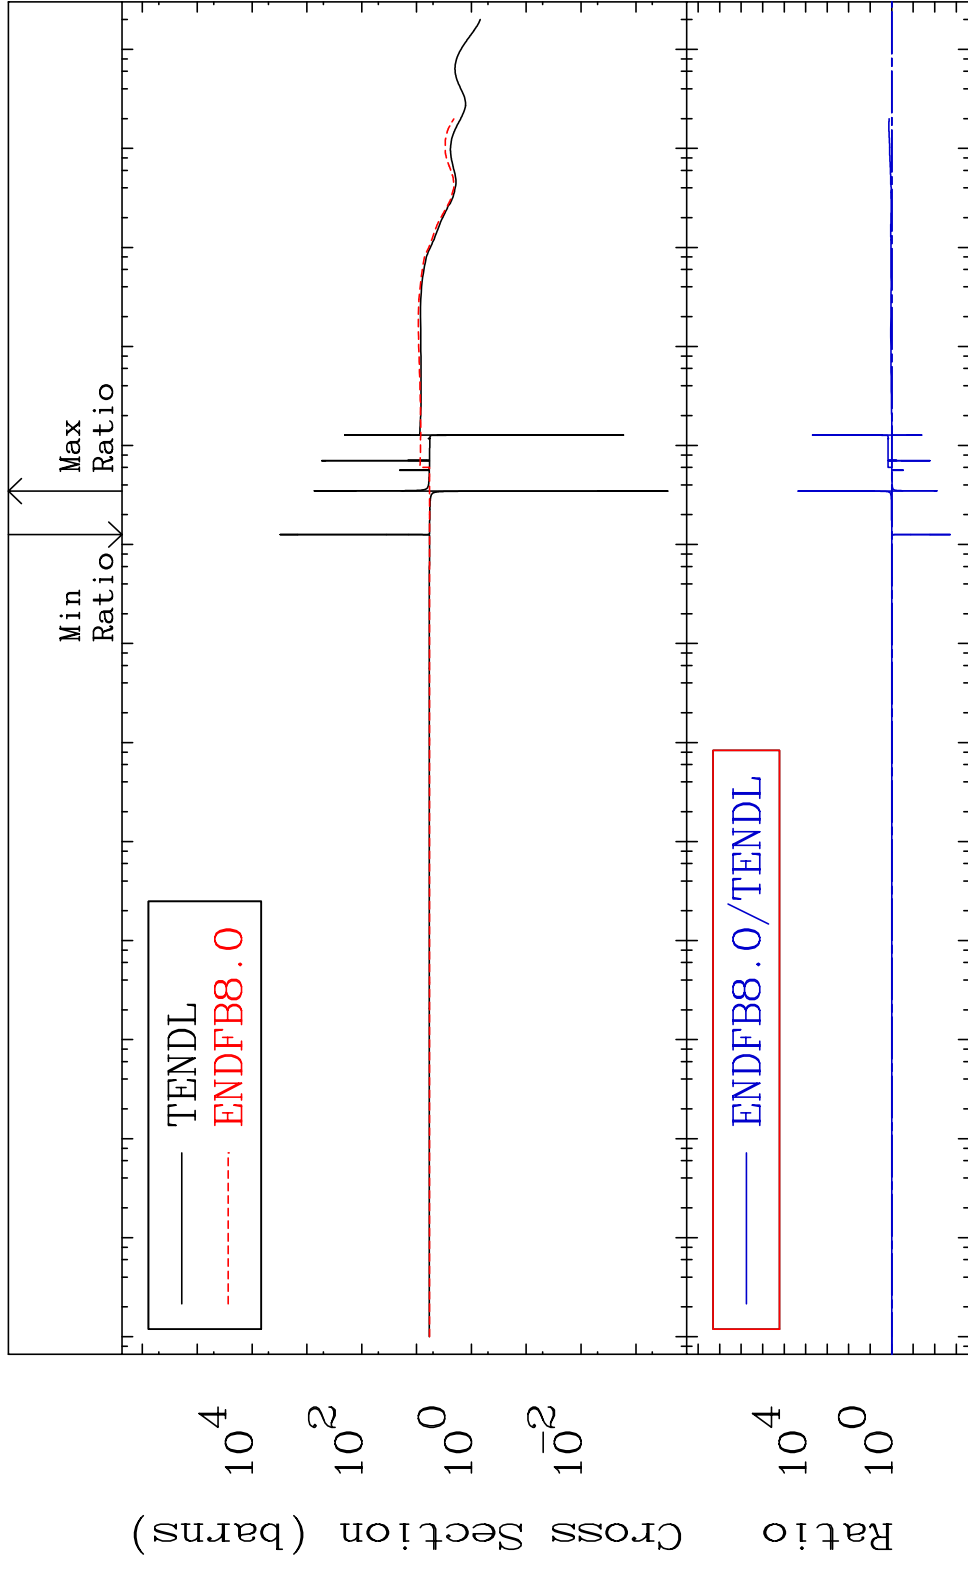 Min
Ratio
Max
Ratio
TENDL
ENDFB8.0
10^4
10^2
10^0
10^-2
Cross Section (barns)
ENDFB8.0/TENDL
10^4
10^0
Ratio